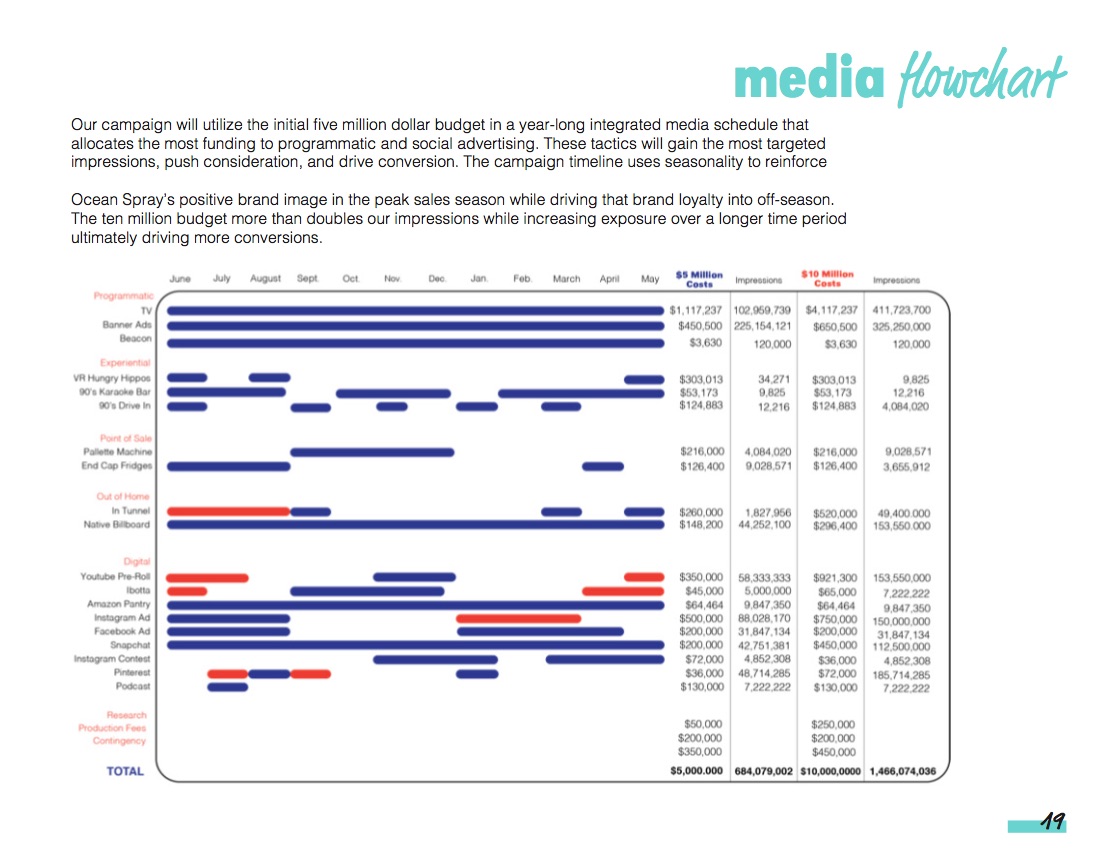 media flowchart
Our campaign will utilize the initial five million dollar budget in a year-long integrated media schedule that
allocates the most funding to programmatic and social advertising. These tactics will gain the most targeted
impressions, push consideration, and drive conversion. The campaign timeline uses seasonality to reinforce
Ocean Spray's positive brand image in the peak sales season while driving that brand loyalty into off-season.
The ten million budget more than doubles our impressions while increasing exposure over a longer time period
ultimately driving more conversions.
June July August Sept. Oct. Nov. Dec. Jan. Feb. March April May $5 Million Costs Impressions $10 Million Costs Impressions
Programmatic
TV $1,117,237 102,959,739 $4,117,237 411,723,700
Banner Ads $450,500 225,154,121 $650,500 325,250,000
Beacon $3,630 120,000 $3,630 120,000
Experiential
VR Hungry Hippos $303,013 34,271 $303,013 9,825
90's Karaoke Bar $53,173 9,825 $53,173 12,216
90's Drive In $124,883 12,216 $124,883 4,084,020
Point of Sale
Pallette Machine $216,000 4,084,020 $216,000 9,028,571
End Cap Fridges $126,400 9,028,571 $126,400 3,655,912
Out of Home
In Tunnel $260,000 1,827,956 $520,000 49,400.000
Native Billboard $148,200 44,252,100 $296,400 153,550.000
Digital
Youtube Pre-Roll $350,000 58,333,333 $921,300 153,550,000
Ibotta $45,000 5,000,000 $65,000 7,222,222
Amazon Pantry $64,464 9,847,350 $64,464 9,847,350
Instagram Ad $500,000 88,028,170 $750,000 150,000,000
Facebook Ad $200,000 31,847,134 $200,000 31,847,134
Snapchat $200,000 42,751,381 $450,000 112,500,000
Instagram Contest $72,000 4,852,308 $36,000 4,852,308
Pinterest $36,000 48,714,285 $72,000 185,714,285
Podcast $130,000 7,222,222 $130,000 7,222,222
Research $50,000 $250,000
Production Fees $200,000 $200,000
Contingency $350,000 $450,000
TOTAL $5,000.000 684,079,002 $10,000,0000 1,466,074,036
19